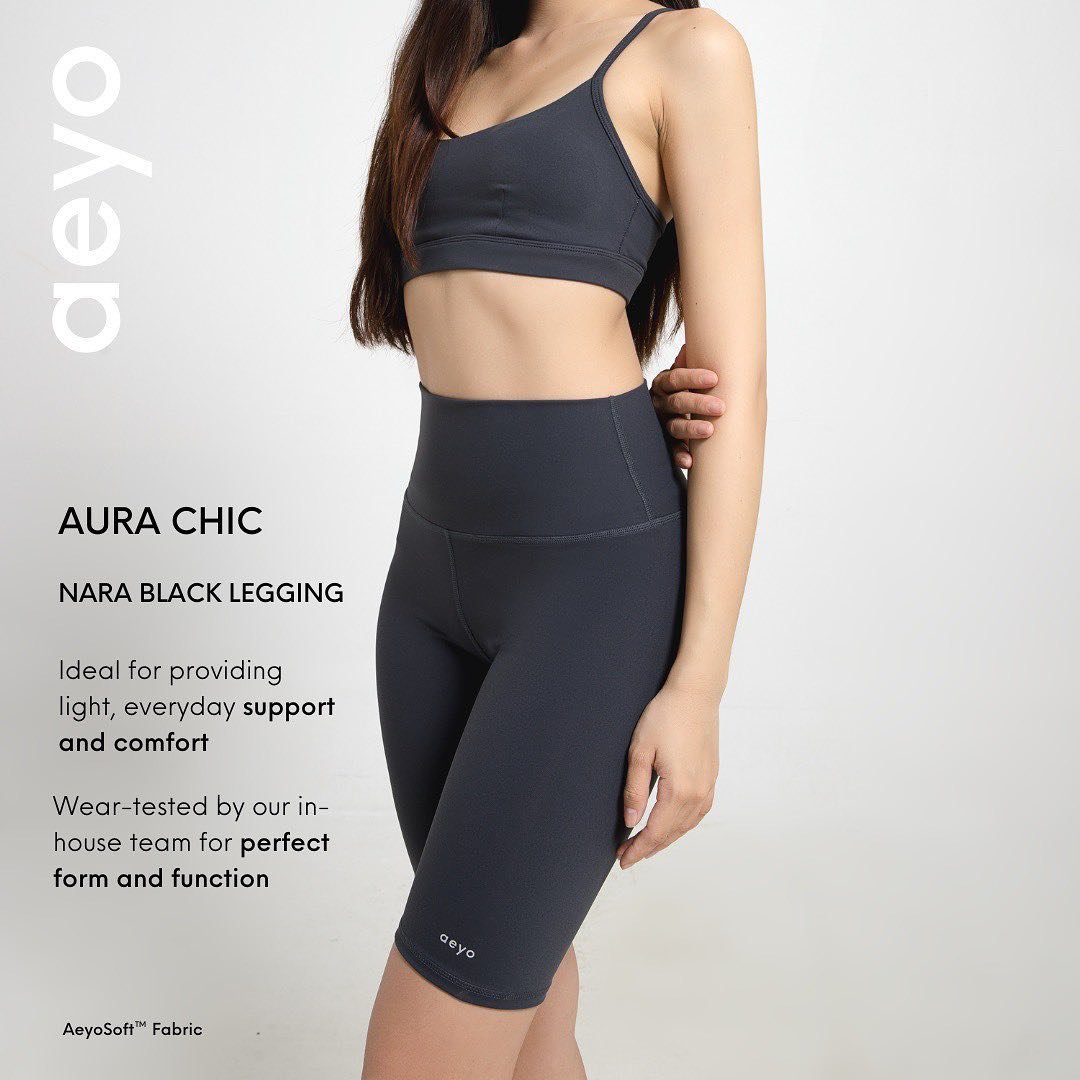 aeyo
AURA CHIC
NARA BLACK LEGGING
Ideal for providing
light, everyday support
and comfort
Wear-tested by our in-
house team for perfect
form and function
aeyo
AeyoSoft™ Fabric